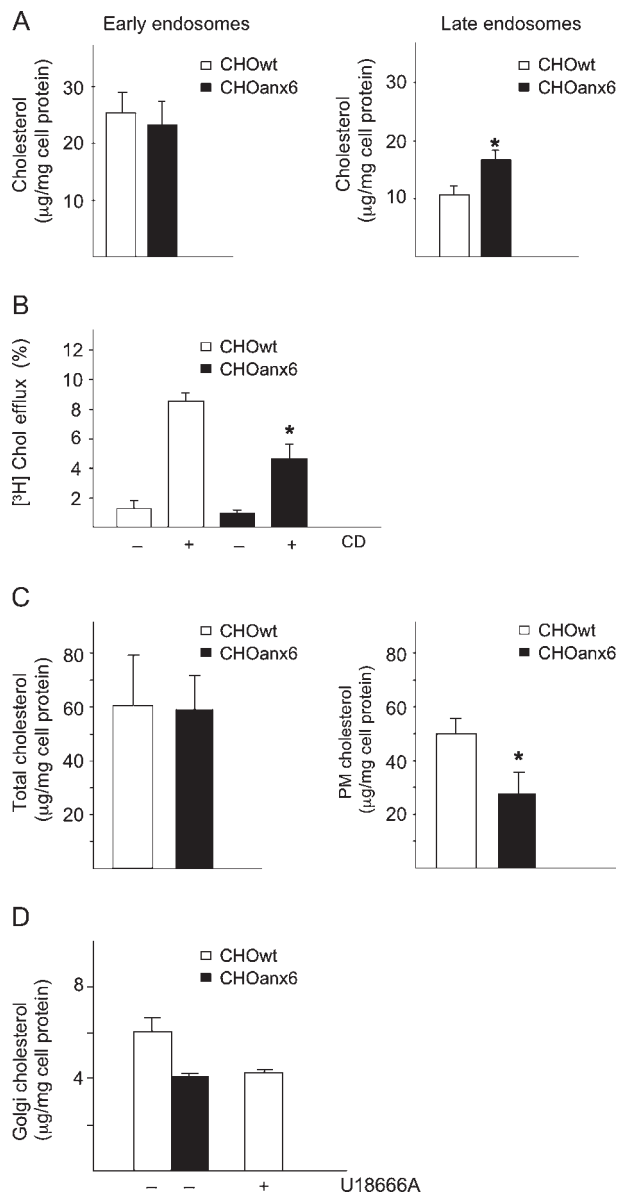 A
Early endosomes
Late endosomes
Cholesterol
(μg/mg cell protein)
30
20
10
CHOwt
CHOanx6
Cholesterol
(μg/mg cell protein)
30
20
10
CHOwt
CHOanx6
*
B
[³H] Chol efflux (%)
12
10
8
6
4
2
CHOwt
CHOanx6
*
– + – + CD
C
Total cholesterol
(μg/mg cell protein)
80
60
40
20
CHOwt
CHOanx6
PM cholesterol
(μg/mg cell protein)
80
60
40
20
CHOwt
CHOanx6
*
D
Golgi cholesterol
(μg/mg cell protein)
8
4
CHOwt
CHOanx6
– – + U18666A